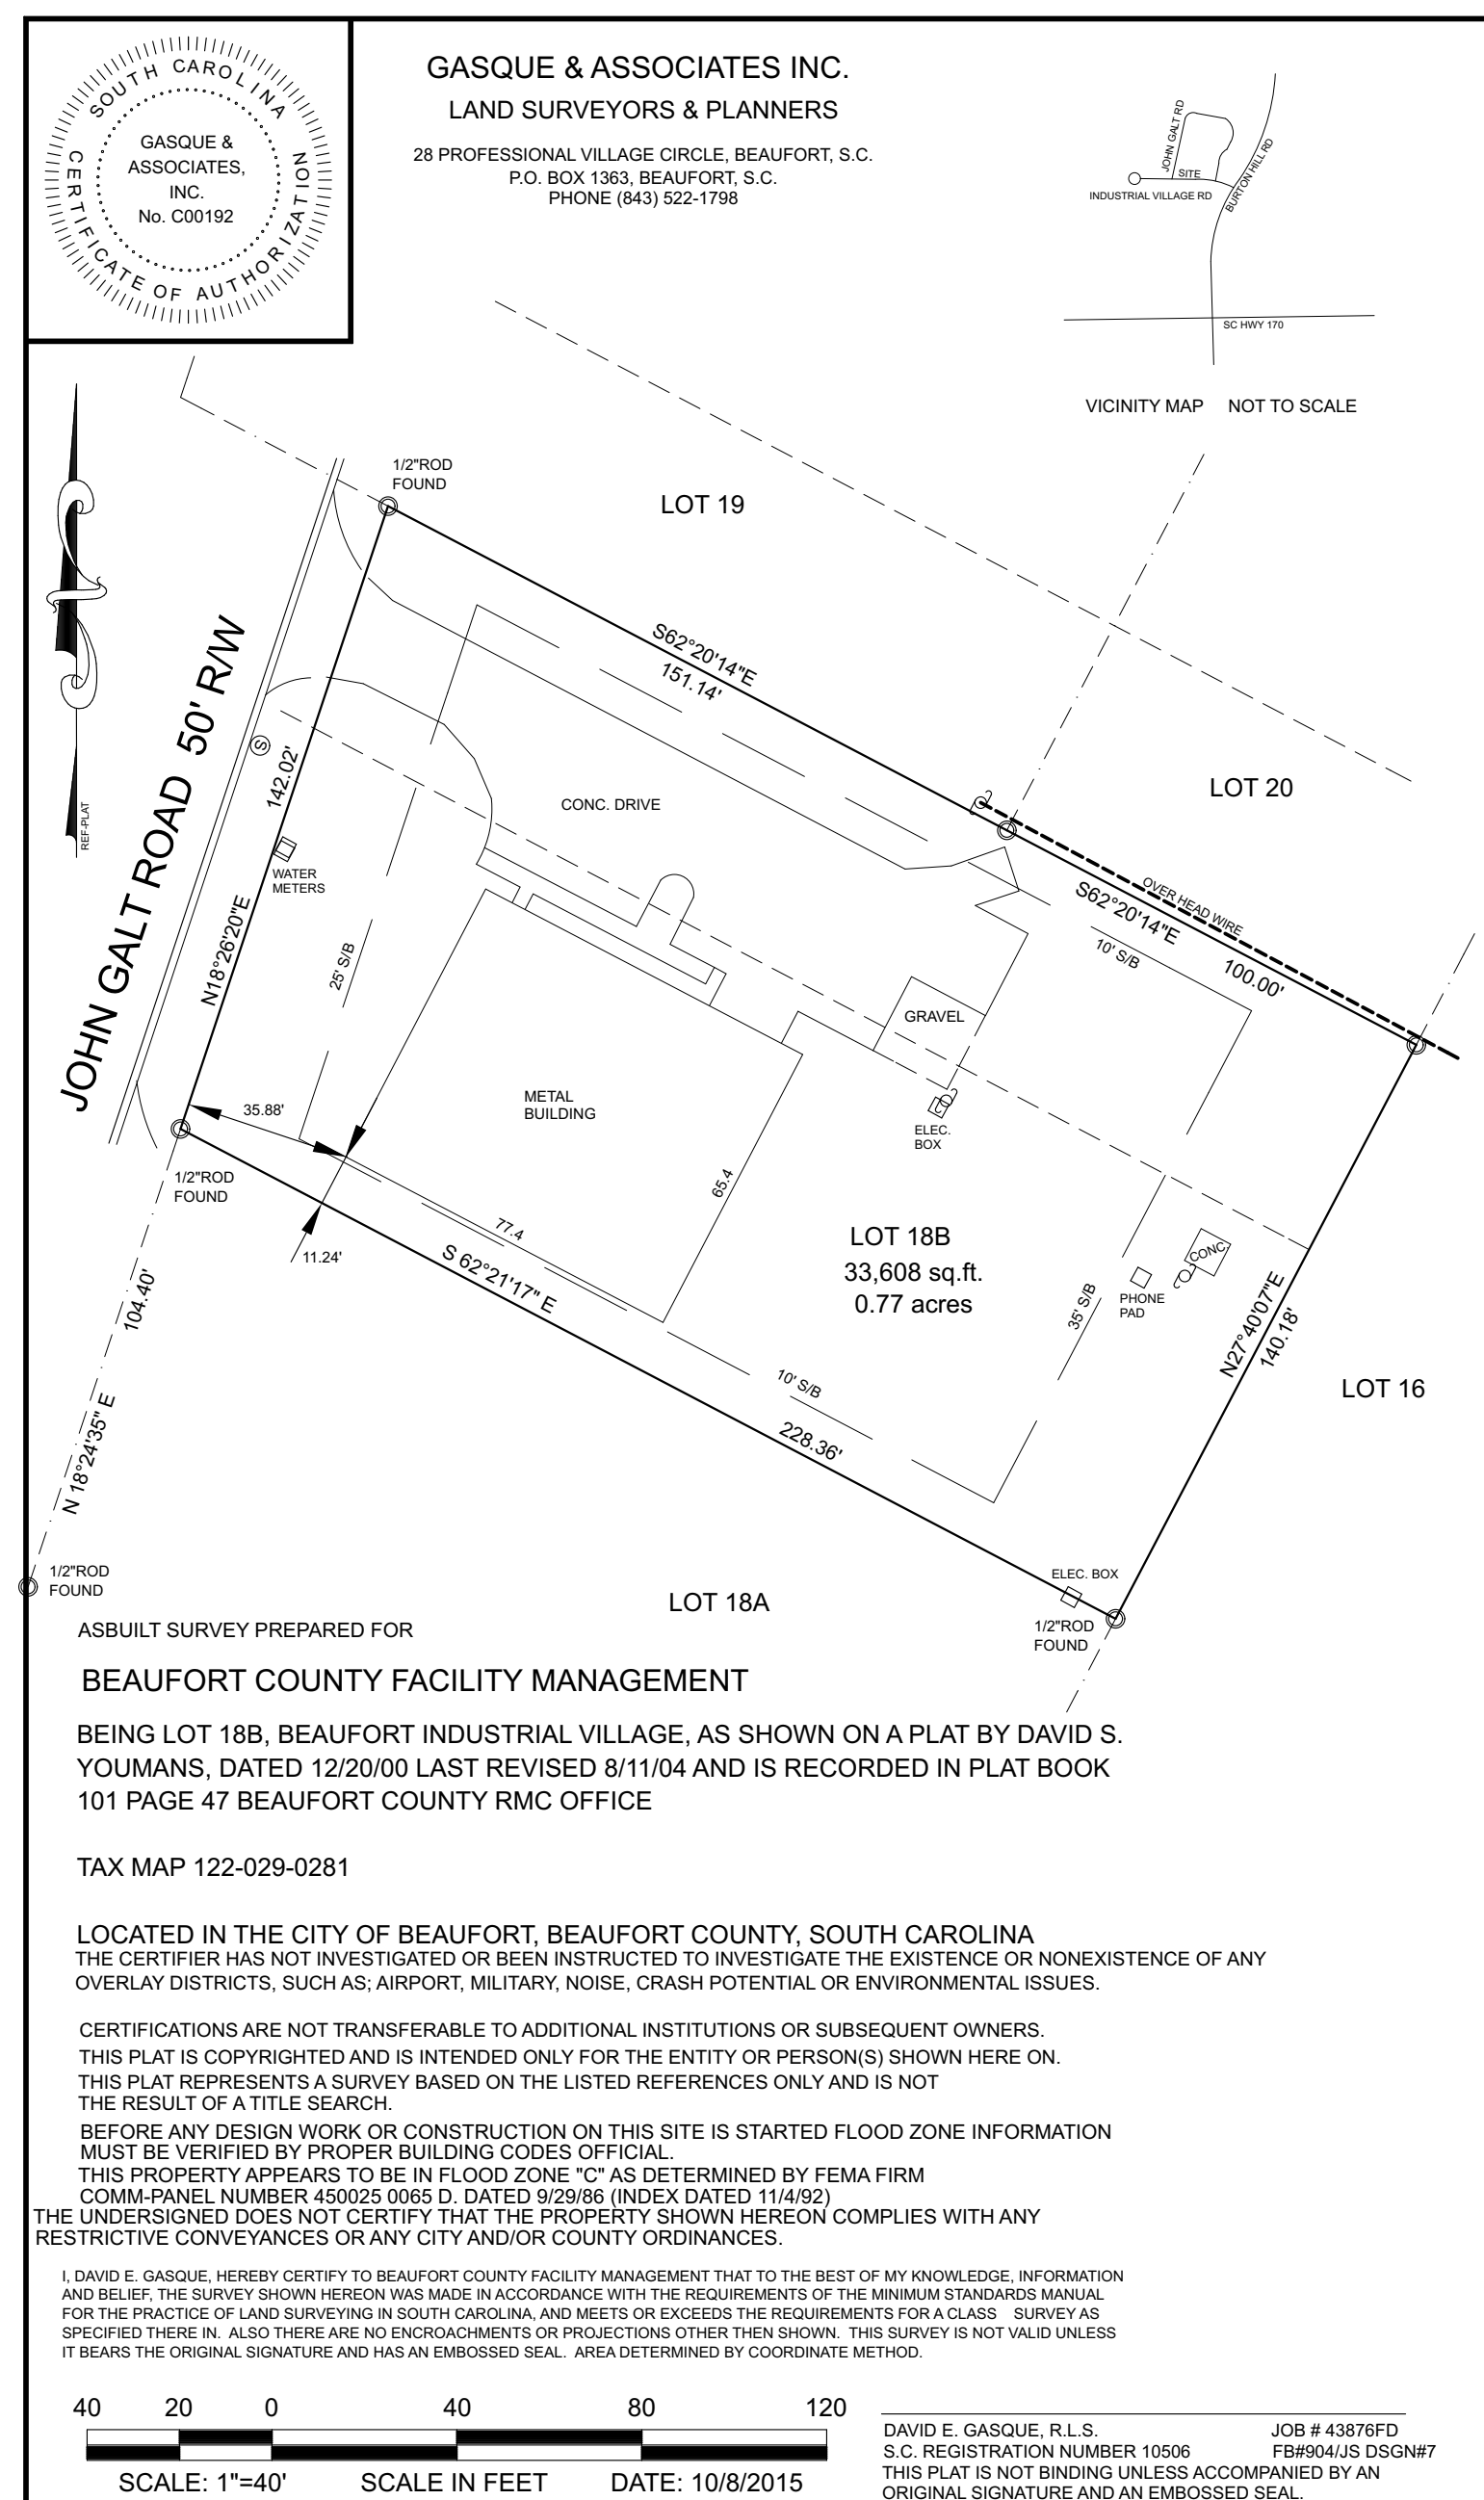 SOUTH CAROLINA
CERTIFICATE OF AUTHORIZATION
GASQUE &
ASSOCIATES,
INC.
No. C00192
GASQUE & ASSOCIATES INC.
LAND SURVEYORS & PLANNERS
28 PROFESSIONAL VILLAGE CIRCLE, BEAUFORT, S.C.
P.O. BOX 1363, BEAUFORT, S.C.
PHONE (843) 522-1798
JOHN GALT RD
SITE
INDUSTRIAL VILLAGE RD
BURTON HILL RD
SC HWY 170
VICINITY MAP NOT TO SCALE
1/2"ROD
FOUND
LOT 19
REF-PLAT
JOHN GALT ROAD 50' R/W
S62°20'14"E
151.14'
S
142.02'
N18°26'20"E
WATER
METERS
CONC. DRIVE
LOT 20
OVER HEAD WIRE
S62°20'14"E
100.00'
10' S/B
25' S/B
GRAVEL
METAL
BUILDING
ELEC.
BOX
35.88'
1/2"ROD
FOUND
11.24'
77.4
65.4
S 62°21'17" E
LOT 18B
33,608 sq.ft.
0.77 acres
CONC.
PHONE
PAD
35' S/B
N27°40'07"E
140.18'
LOT 16
104.40'
N 18°24'35" E
10' S/B
228.36'
1/2"ROD
FOUND
LOT 18A
ELEC. BOX
1/2"ROD
FOUND
ASBUILT SURVEY PREPARED FOR
BEAUFORT COUNTY FACILITY MANAGEMENT
BEING LOT 18B, BEAUFORT INDUSTRIAL VILLAGE, AS SHOWN ON A PLAT BY DAVID S.
YOUMANS, DATED 12/20/00 LAST REVISED 8/11/04 AND IS RECORDED IN PLAT BOOK
101 PAGE 47 BEAUFORT COUNTY RMC OFFICE
TAX MAP 122-029-0281
LOCATED IN THE CITY OF BEAUFORT, BEAUFORT COUNTY, SOUTH CAROLINA
THE CERTIFIER HAS NOT INVESTIGATED OR BEEN INSTRUCTED TO INVESTIGATE THE EXISTENCE OR NONEXISTENCE OF ANY
OVERLAY DISTRICTS, SUCH AS; AIRPORT, MILITARY, NOISE, CRASH POTENTIAL OR ENVIRONMENTAL ISSUES.
CERTIFICATIONS ARE NOT TRANSFERABLE TO ADDITIONAL INSTITUTIONS OR SUBSEQUENT OWNERS.
THIS PLAT IS COPYRIGHTED AND IS INTENDED ONLY FOR THE ENTITY OR PERSON(S) SHOWN HERE ON.
THIS PLAT REPRESENTS A SURVEY BASED ON THE LISTED REFERENCES ONLY AND IS NOT
THE RESULT OF A TITLE SEARCH.
BEFORE ANY DESIGN WORK OR CONSTRUCTION ON THIS SITE IS STARTED FLOOD ZONE INFORMATION
MUST BE VERIFIED BY PROPER BUILDING CODES OFFICIAL.
THIS PROPERTY APPEARS TO BE IN FLOOD ZONE "C" AS DETERMINED BY FEMA FIRM
COMM-PANEL NUMBER 450025 0065 D. DATED 9/29/86 (INDEX DATED 11/4/92)
THE UNDERSIGNED DOES NOT CERTIFY THAT THE PROPERTY SHOWN HEREON COMPLIES WITH ANY
RESTRICTIVE CONVEYANCES OR ANY CITY AND/OR COUNTY ORDINANCES.
I, DAVID E. GASQUE, HEREBY CERTIFY TO BEAUFORT COUNTY FACILITY MANAGEMENT THAT TO THE BEST OF MY KNOWLEDGE, INFORMATION
AND BELIEF, THE SURVEY SHOWN HEREON WAS MADE IN ACCORDANCE WITH THE REQUIREMENTS OF THE MINIMUM STANDARDS MANUAL
FOR THE PRACTICE OF LAND SURVEYING IN SOUTH CAROLINA, AND MEETS OR EXCEEDS THE REQUIREMENTS FOR A CLASS SURVEY AS
SPECIFIED THERE IN. ALSO THERE ARE NO ENCROACHMENTS OR PROJECTIONS OTHER THEN SHOWN. THIS SURVEY IS NOT VALID UNLESS
IT BEARS THE ORIGINAL SIGNATURE AND HAS AN EMBOSSED SEAL. AREA DETERMINED BY COORDINATE METHOD.
40 20 0 40 80 120
SCALE: 1"=40' SCALE IN FEET DATE: 10/8/2015
DAVID E. GASQUE, R.L.S. JOB # 43876FD
S.C. REGISTRATION NUMBER 10506 FB#904/JS DSGN#7
THIS PLAT IS NOT BINDING UNLESS ACCOMPANIED BY AN
ORIGINAL SIGNATURE AND AN EMBOSSED SEAL.